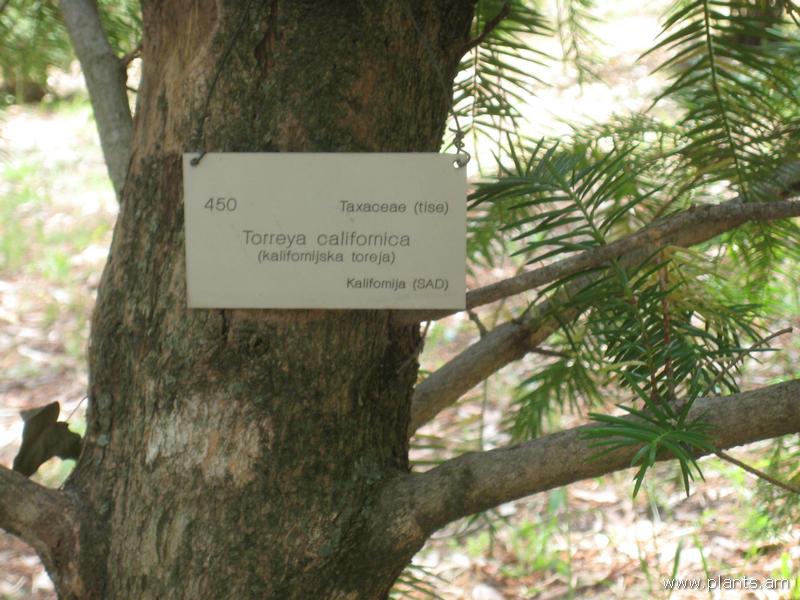 450
Taxaceae (tise)
Torreya californica
(kalifornijska toreja)
Kalifornija (SAD)
www.plants.am